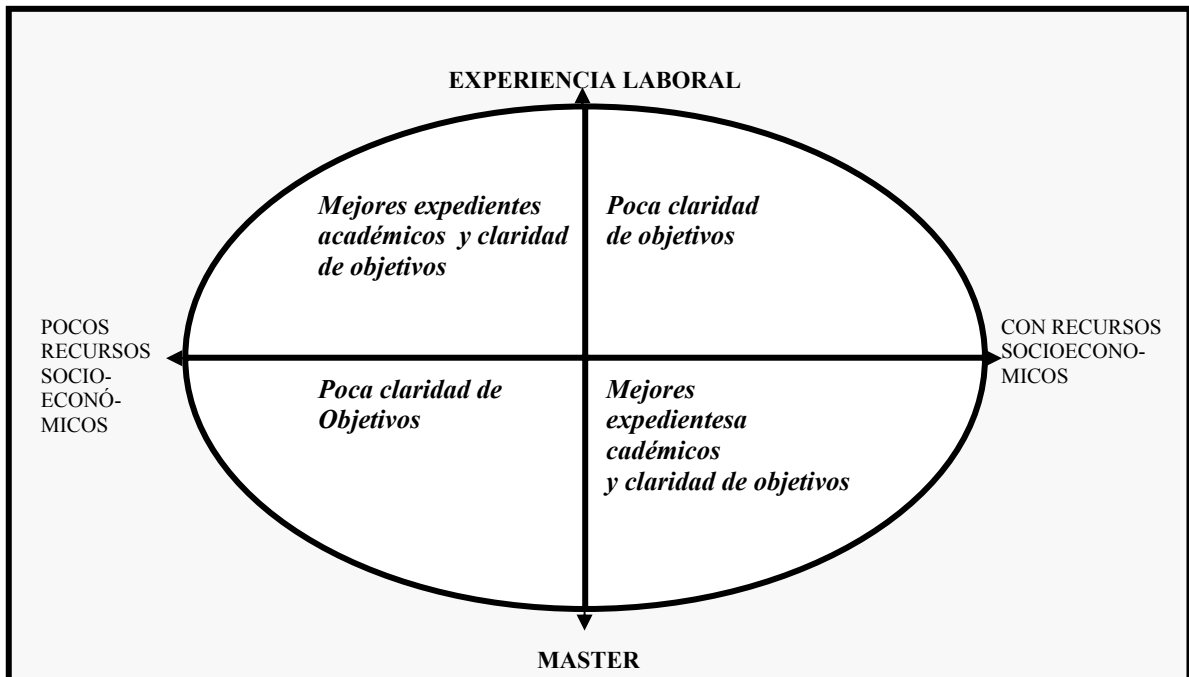 EXPERIENCIA LABORAL
Mejores expedientes
académicos y claridad
de objetivos
Poca claridad
de objetivos
POCOS
RECURSOS
SOCIO-
ECONÓ-
MICOS
CON RECURSOS
SOCIOECONO-
MICOS
Poca claridad de
Objetivos
Mejores
expedientesa
cadémicos
y claridad de objetivos
MASTER